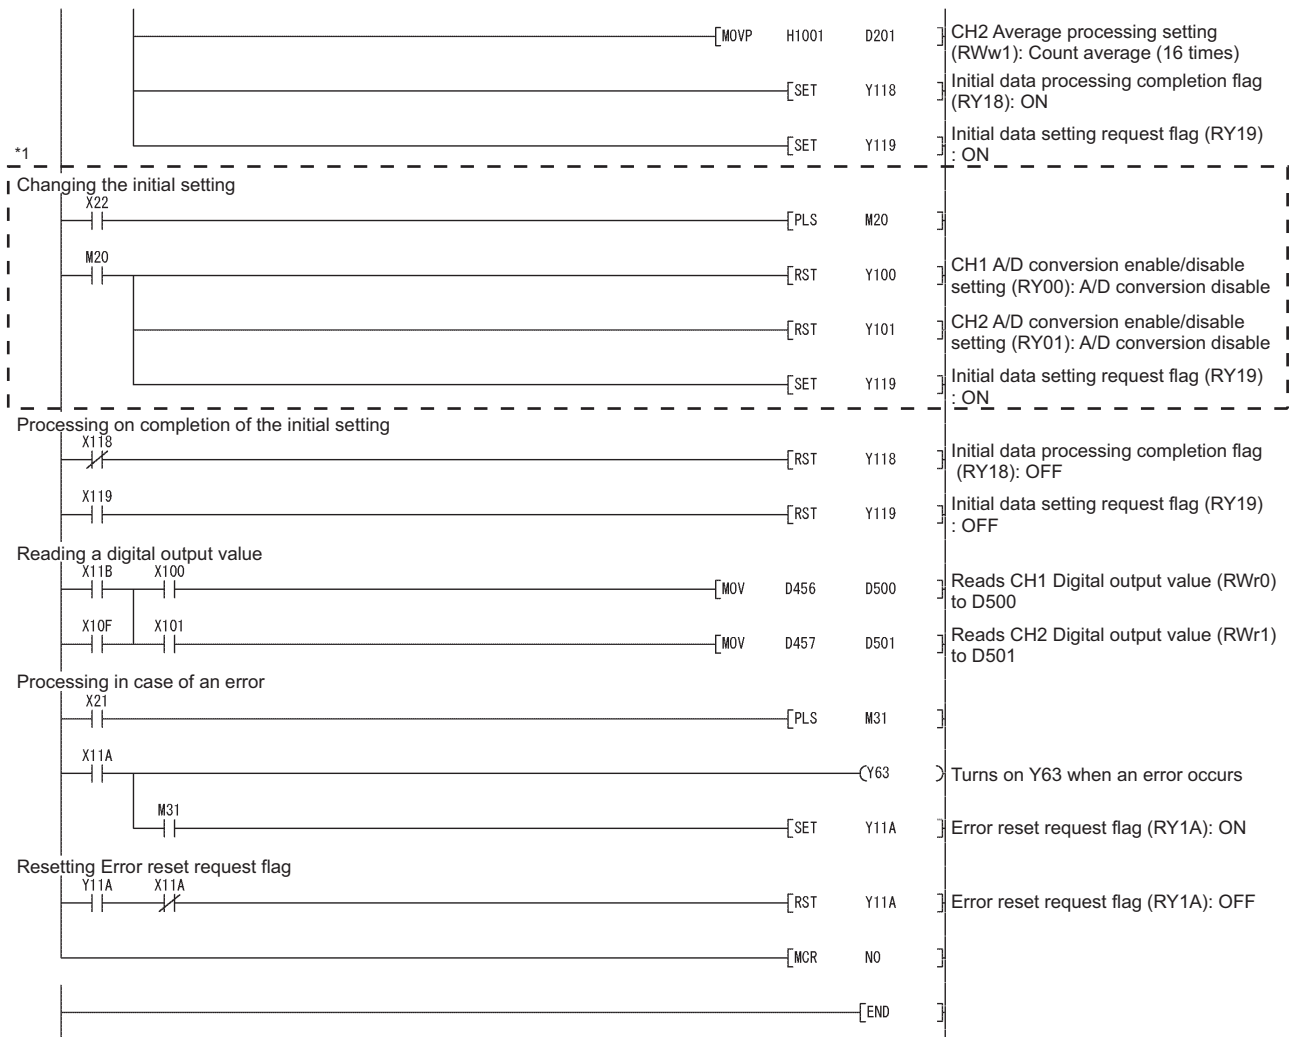 MOVP H1001 D201 CH2 Average processing setting
(RWw1): Count average (16 times)
SET Y118 Initial data processing completion flag
(RY18): ON
SET Y119 Initial data setting request flag (RY19)
: ON
*1
Changing the initial setting
X22
PLS M20
M20
RST Y100 CH1 A/D conversion enable/disable
setting (RY00): A/D conversion disable
RST Y101 CH2 A/D conversion enable/disable
setting (RY01): A/D conversion disable
SET Y119 Initial data setting request flag (RY19)
: ON
Processing on completion of the initial setting
X118
RST Y118 Initial data processing completion flag
(RY18): OFF
X119
RST Y119 Initial data setting request flag (RY19)
: OFF
Reading a digital output value
X11B X100
MOV D456 D500 Reads CH1 Digital output value (RWr0)
to D500
X10F X101
MOV D457 D501 Reads CH2 Digital output value (RWr1)
to D501
Processing in case of an error
X21
PLS M31
X11A
Y63 Turns on Y63 when an error occurs
M31
SET Y11A Error reset request flag (RY1A): ON
Resetting Error reset request flag
Y11A X11A
RST Y11A Error reset request flag (RY1A): OFF
MCR N0
END